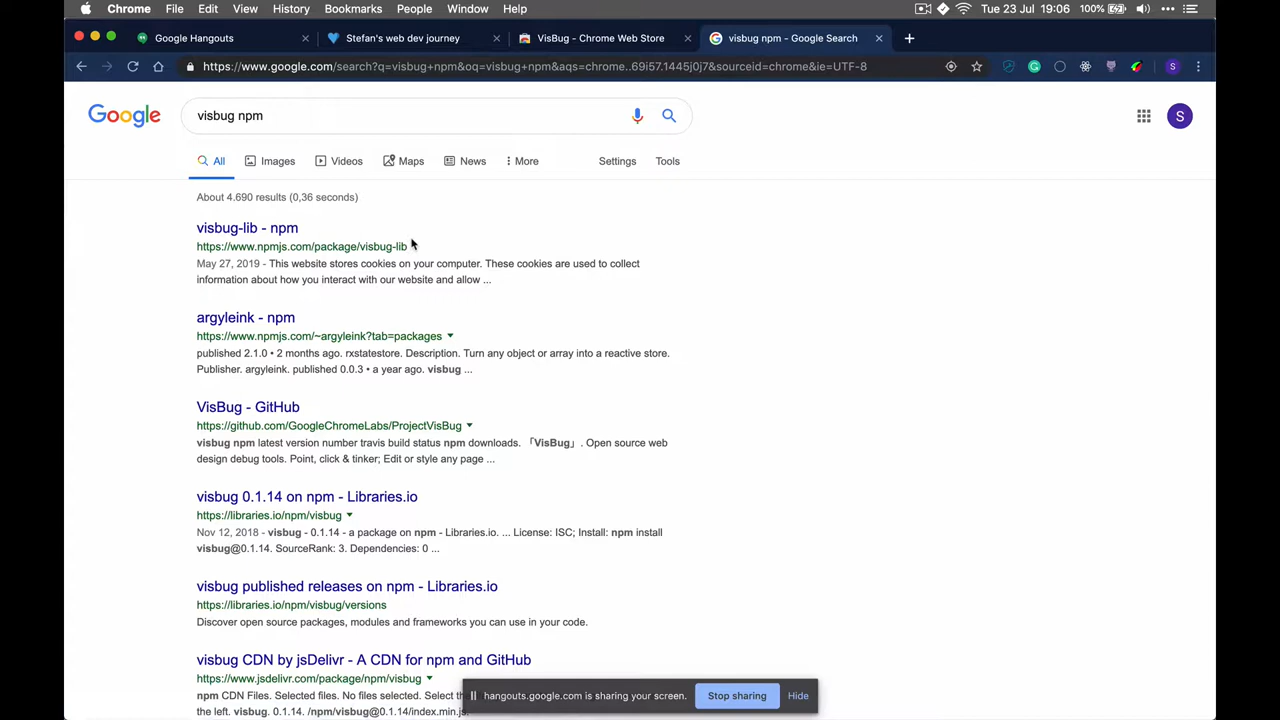 Chrome File Edit View History Bookmarks People Window Help Tue 23 Jul 19:06 100%
Google Hangouts Stefan's web dev journey VisBug - Chrome Web Store visbug npm - Google Search
https://www.google.com/search?q=visbug+npm&oq=visbug+npm&aqs=chrome..69i57.1445j0j7&sourceid=chrome&ie=UTF-8 S
Google visbug npm S
All Images Videos Maps News More Settings Tools
About 4.690 results (0,36 seconds)
visbug-lib - npm
https://www.npmjs.com/package/visbug-lib
May 27, 2019 - This website stores cookies on your computer. These cookies are used to collect
information about how you interact with our website and allow ...
argyleink - npm
https://www.npmjs.com/~argyleink?tab=packages
published 2.1.0 • 2 months ago. rxstatestore. Description. Turn any object or array into a reactive store.
Publisher. argyleink. published 0.0.3 • a year ago. visbug ...
VisBug - GitHub
https://github.com/GoogleChromeLabs/ProjectVisBug
visbug npm latest version number travis build status npm downloads. 「VisBug」. Open source web
design debug tools. Point, click & tinker; Edit or style any page ...
visbug 0.1.14 on npm - Libraries.io
https://libraries.io/npm/visbug
Nov 12, 2018 - visbug - 0.1.14 - a package on npm - Libraries.io. ... License: ISC; Install: npm install
visbug@0.1.14. SourceRank: 3. Dependencies: 0 ...
visbug published releases on npm - Libraries.io
https://libraries.io/npm/visbug/versions
Discover open source packages, modules and frameworks you can use in your code.
visbug CDN by jsDelivr - A CDN for npm and GitHub
https://www.jsdelivr.com/package/npm/visbug
npm CDN Files. Selected files. No files selected. Select the
the left. visbug. 0.1.14. /npm/visbug@0.1.14/index.min.js.
hangouts.google.com is sharing your screen. Stop sharing Hide